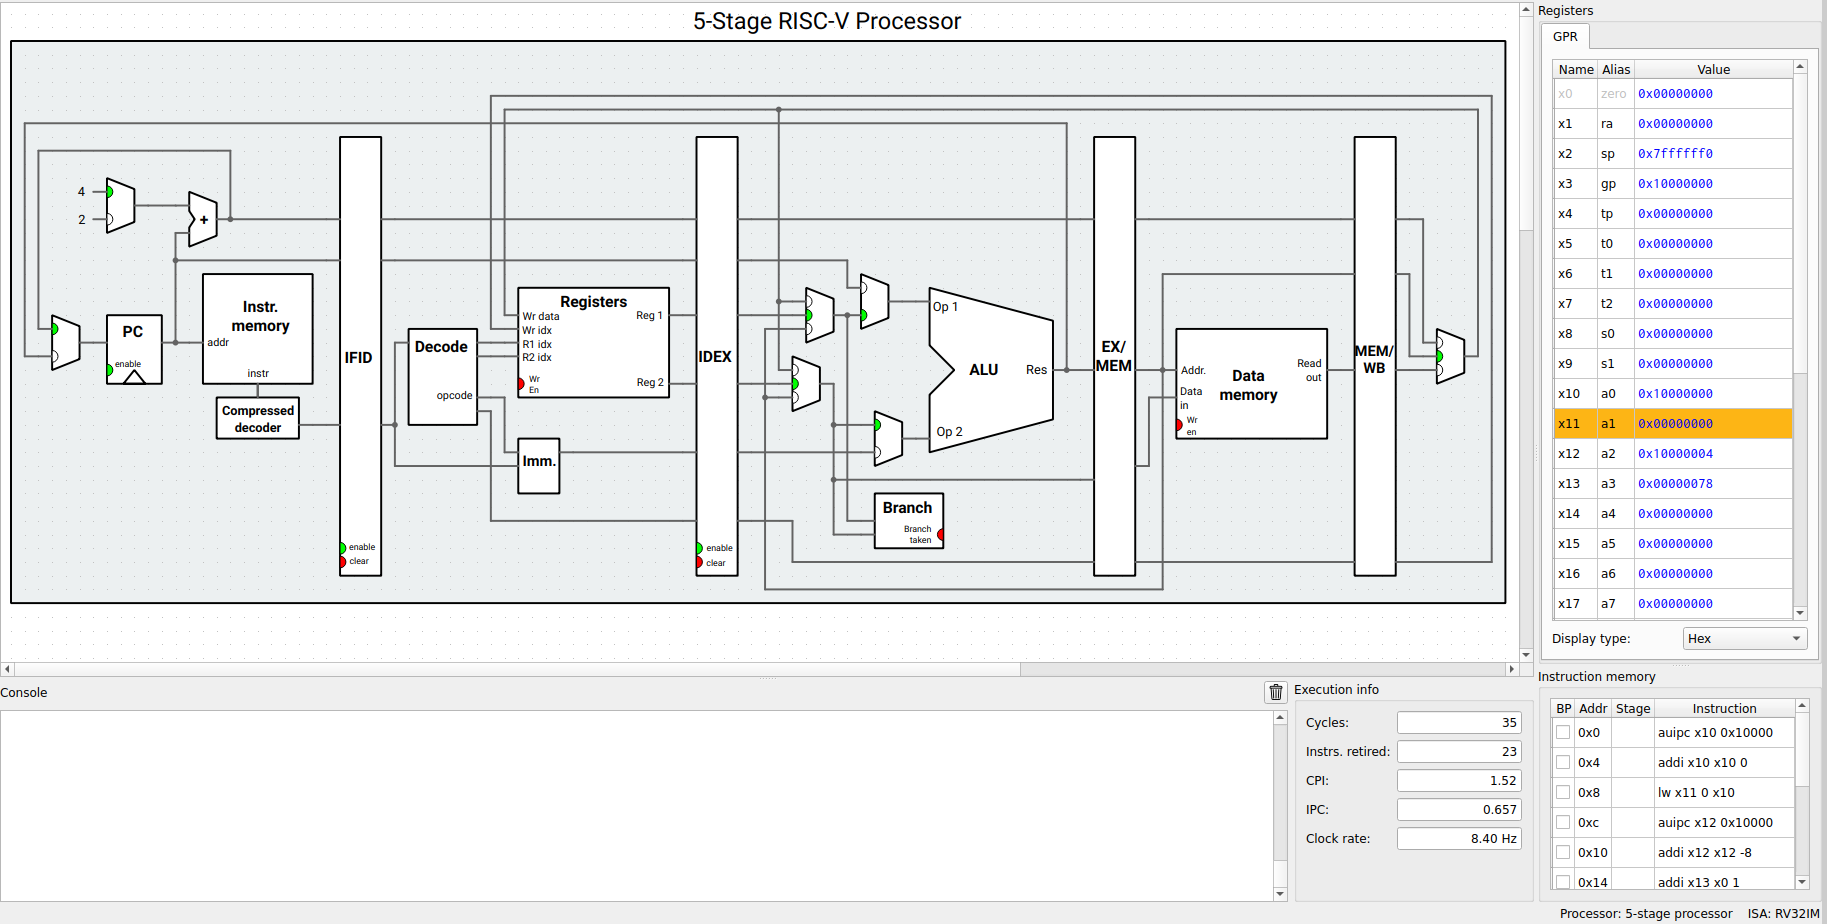 5-Stage RISC-V Processor
4
2
+
PC
enable
Instr.
memory
addr
instr
Compressed
decoder
IFID
enable
clear
Decode
opcode
Registers
Wr data
Wr idx
R1 idx
R2 idx
Wr
En
Reg 1
Reg 2
Imm.
IDEX
enable
clear
Op 1
ALU
Res
Op 2
Branch
Branch
taken
EX/
MEM
Addr.
Data
in
Wr
en
Data
memory
Read
out
MEM/
WB
Registers
GPR
Name Alias Value
x0 zero 0x00000000
x1 ra 0x00000000
x2 sp 0x7ffffff0
x3 gp 0x10000000
x4 tp 0x00000000
x5 t0 0x00000000
x6 t1 0x00000000
x7 t2 0x00000000
x8 s0 0x00000000
x9 s1 0x00000000
x10 a0 0x10000000
x11 a1 0x00000000
x12 a2 0x10000004
x13 a3 0x00000078
x14 a4 0x00000000
x15 a5 0x00000000
x16 a6 0x00000000
x17 a7 0x00000000
Display type: Hex
Console
Execution info
Cycles: 35
Instrs. retired: 23
CPI: 1.52
IPC: 0.657
Clock rate: 8.40 Hz
Instruction memory
BP Addr Stage Instruction
0x0 auipc x10 0x10000
0x4 addi x10 x10 0
0x8 lw x11 0 x10
0xc auipc x12 0x10000
0x10 addi x12 x12 -8
0x14 addi x13 x0 1
Processor: 5-stage processor ISA: RV32IM